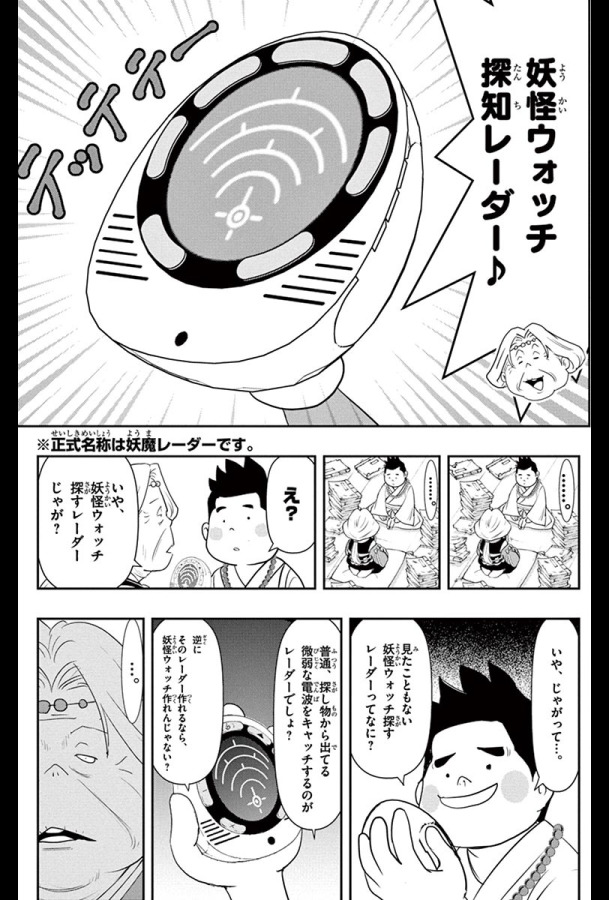 妖怪ウォッチ
探知レーダー♪
ズッズズー
※正式名称は妖魔レーダーです。
……。
……。
え？
いや、
妖怪ウォッチ
探すレーダー
じゃが？
いや、じゃがって…。
見たこともない
妖怪ウォッチ探す
レーダーってなに？
普通、探し物から出てる
微弱な電波をキャッチするのが
レーダーでしょ？
逆に
そのレーダー作れるなら、
妖怪ウォッチ作れんじゃない？
…。